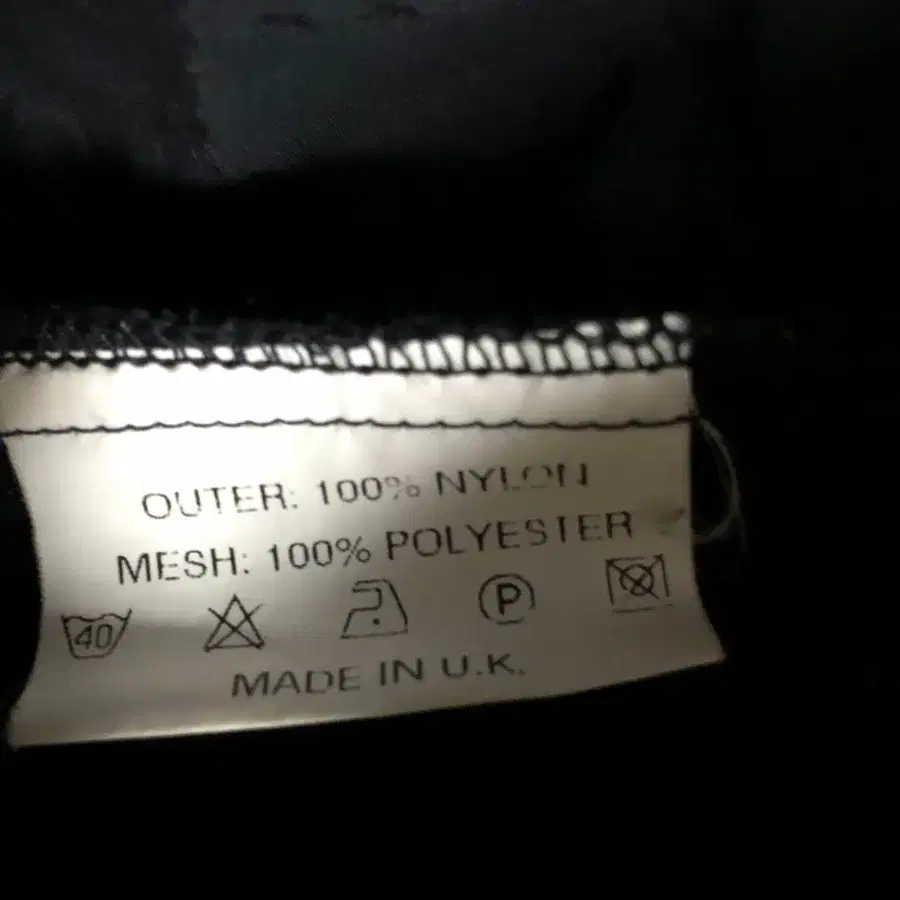 OUTER: 100% NYLON
MESH: 100% POLYESTER
40 P
MADE IN U.K.